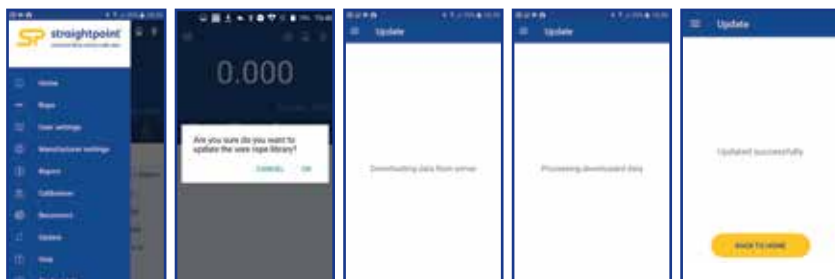 straightpoint
Home
Rope
User settings
Manufacturer settings
Report
Calibration
Reconnect
Update
Help
0.000
Are you sure do you want to
update the wire rope library?
CANCEL
OK
Update
Downloading data from server
Update
Processing downloaded data
Update
Updated successfully
BACK TO HOME